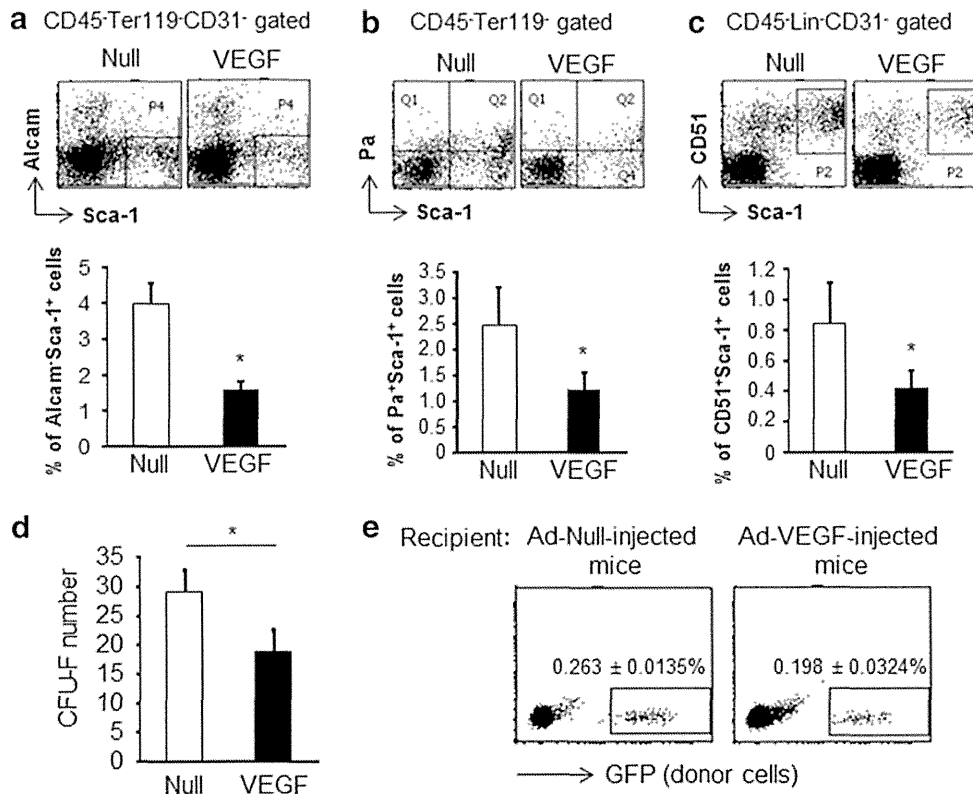 a CD45-Ter119-CD31- gated
Null VEGF
P4 P4
Alcam
Sca-1
% of Alcam-Sca-1+ cells
5
4
3
2
1
0
*
Null VEGF
b CD45-Ter119- gated
Null VEGF
Q1 Q2 Q1 Q2
Q4
Pa
Sca-1
% of Pa+Sca-1+ cells
3.5
3.0
2.5
2.0
1.5
1.0
0.5
0
*
Null VEGF
c CD45-Lin-CD31- gated
Null VEGF
P2 P2
CD51
Sca-1
% of CD51+Sca-1+ cells
1.2
1.0
0.8
0.6
0.4
0.2
0
*
Null VEGF
d
CFU-F number
35
30
25
20
15
10
5
0
*
Null VEGF
e Recipient: Ad-Null-injected mice Ad-VEGF-injected mice
0.263 ± 0.0135% 0.198 ± 0.0324%
GFP (donor cells)